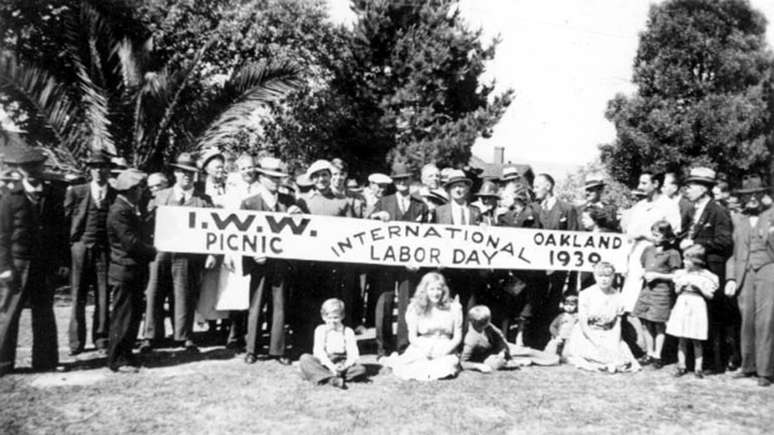 I.W.W.
PICNIC
INTERNATIONAL
LABOR DAY
OAKLAND
1939